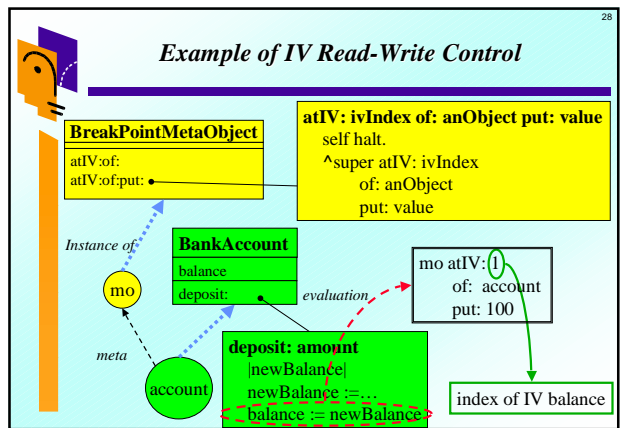 28
Example of IV Read-Write Control
BreakPointMetaObject
atIV:of:
atIV:of:put:
atIV: ivIndex of: anObject put: value
self halt.
^super atIV: ivIndex
of: anObject
put: value
Instance of
mo
meta
account
BankAccount
balance
deposit:
evaluation
deposit: amount
|newBalance|
newBalance :=…
balance := newBalance
mo atIV: 1
of: account
put: 100
index of IV balance